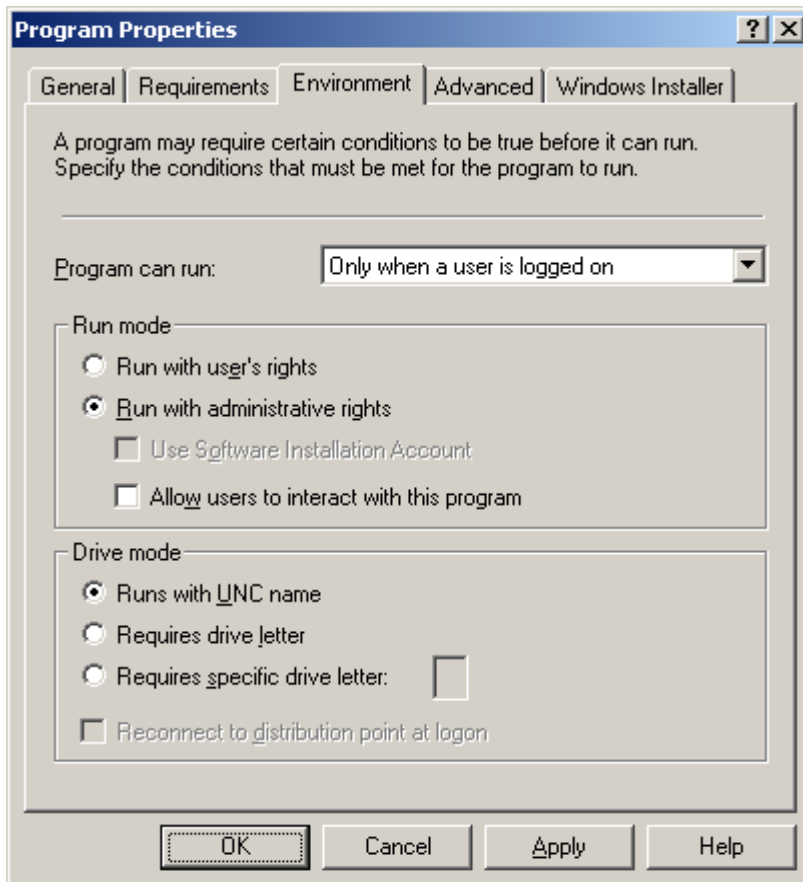 Program Properties
General Requirements Environment Advanced Windows Installer
A program may require certain conditions to be true before it can run.
Specify the conditions that must be met for the program to run.
Program can run: Only when a user is logged on
Run mode
Run with user's rights
Run with administrative rights
Use Software Installation Account
Allow users to interact with this program
Drive mode
Runs with UNC name
Requires drive letter
Requires specific drive letter:
Reconnect to distribution point at logon
OK Cancel Apply Help